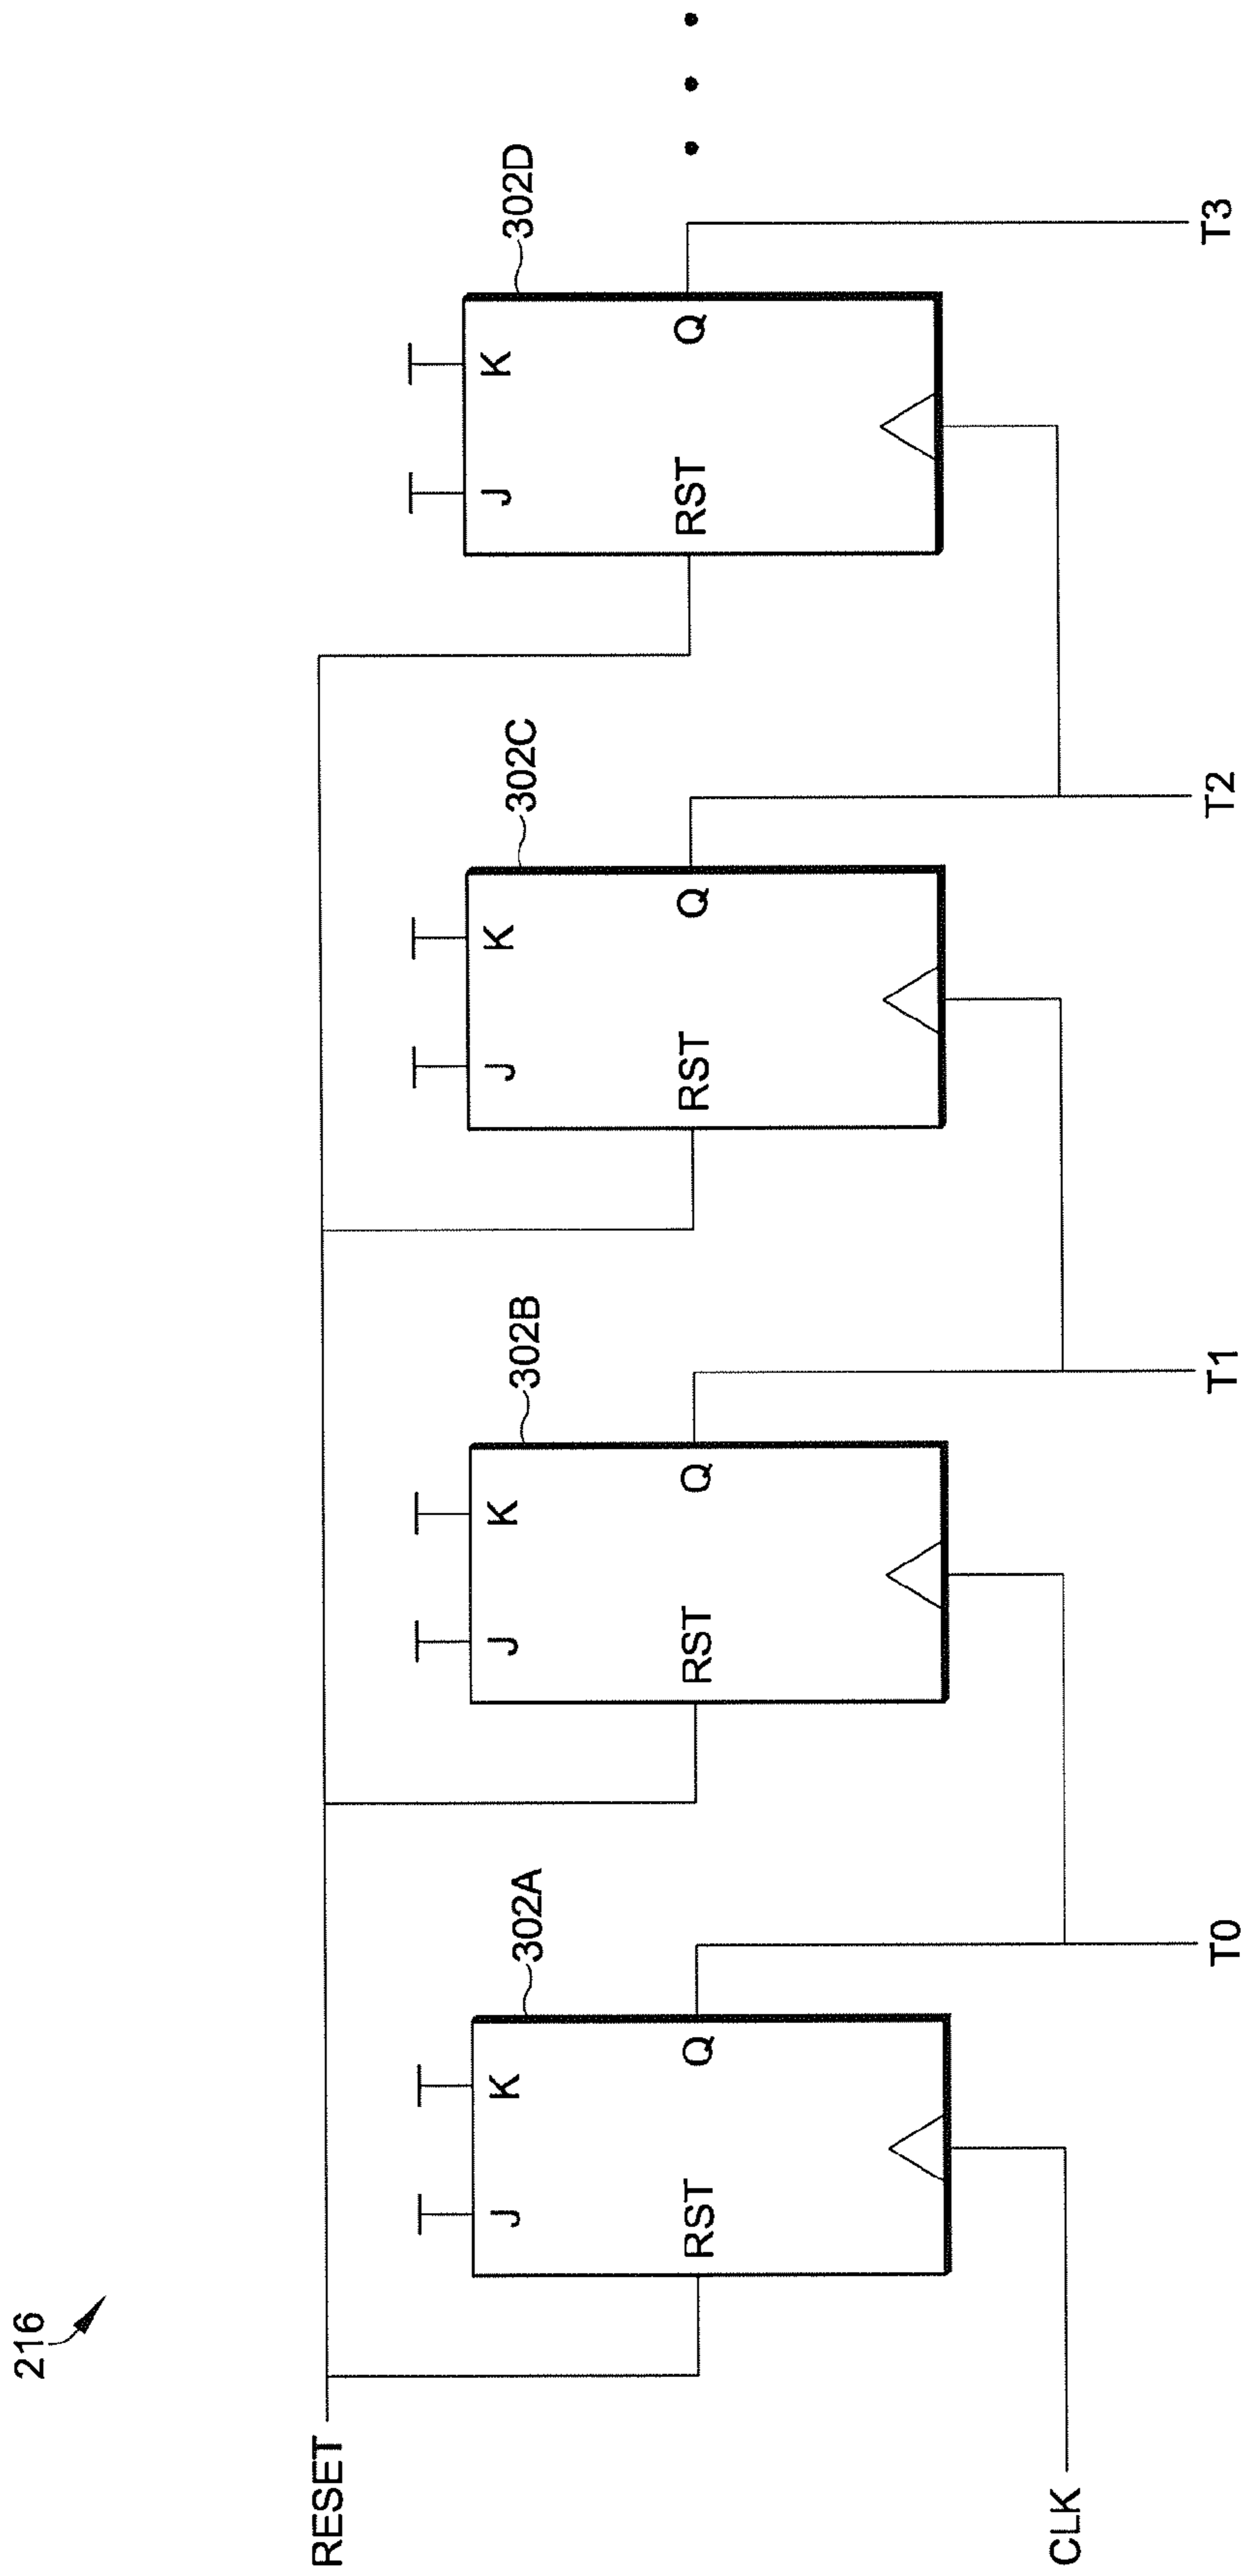 216
RESET
302A
302B
302C
302D
J K
J K
J K
J K
RST Q
RST Q
RST Q
RST Q
CLK
T0
T1
T2
T3